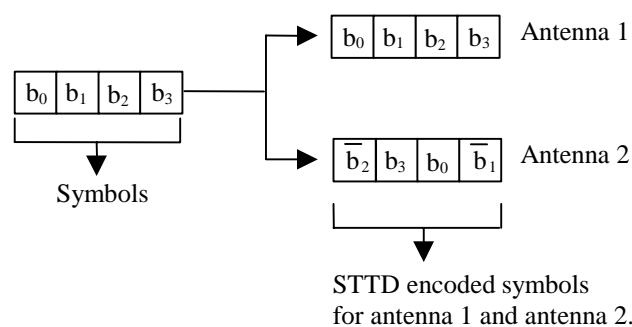 b₀ b₁ b₂ b₃ Antenna 1
b₀ b₁ b₂ b₃
b̅₂ b₃ b₀ b̅₁ Antenna 2
Symbols
STTD encoded symbols
for antenna 1 and antenna 2.